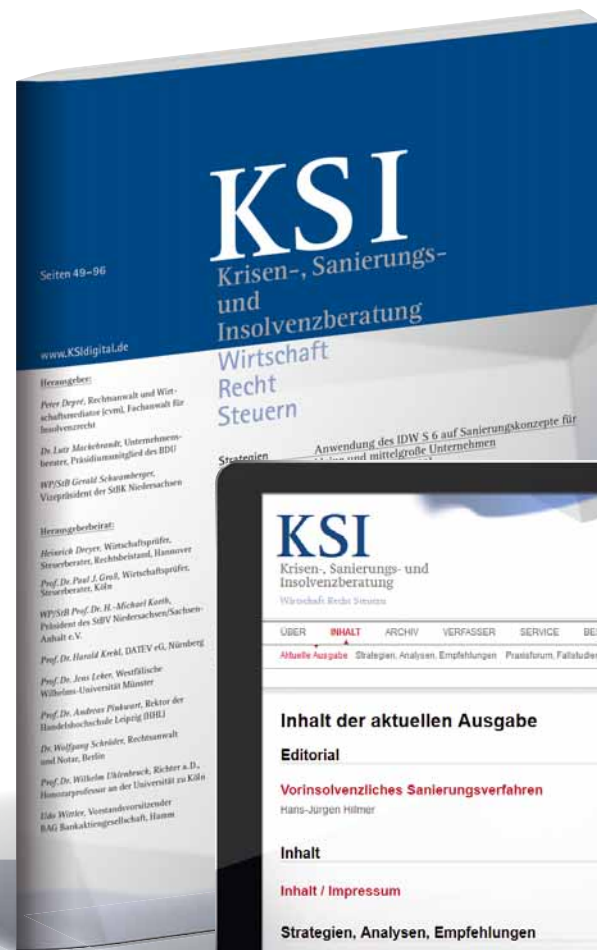 KSI
Krisen-, Sanierungs-
und
Insolvenzberatung
Wirtschaft
Recht
Steuern
Seiten 49–96
www.KSIdigital.de
Herausgeber:
Peter Depré, Rechtsanwalt und Wirt-
schaftsmediator (cvm), Fachanwalt für
Insolvenzrecht
Dr. Lutz Mackebrandt, Unternehmens-
berater, Präsidiumsmitglied des BDU
WP/StB Gerald Schwamberger,
Vizepräsident der StBK Niedersachsen
Herausgeberbeirat:
Heinrich Dreyer, Wirtschaftsprüfer,
Steuerberater, Rechtsbeistand, Hannover
Prof. Dr. Paul J. Groß, Wirtschaftsprüfer,
Steuerberater, Köln
WP/StB Prof. Dr. H.-Michael Korth,
Präsident des StBV Niedersachsen/Sachsen-
Anhalt e.V.
Prof. Dr. Harald Krehl, DATEV eG, Nürnberg
Prof. Dr. Jens Leker, Westfälische
Wilhelms-Universität Münster
Prof. Dr. Andreas Pinkwart, Rektor der
Handelshochschule Leipzig (HHL)
Dr. Wolfgang Schröder, Rechtsanwalt
und Notar, Berlin
Prof. Dr. Wilhelm Uhlenbruck, Richter a.D.,
Honorarprofessor an der Universität zu Köln
Udo Wittler, Vorstandsvorsitzender
BAG Bankaktiengesellschaft, Hamm
Strategien
Anwendung des IDW S 6 auf Sanierungskonzepte für
kleine und mittelgroße Unternehmen
KSI
Krisen-, Sanierungs- und
Insolvenzberatung
Wirtschaft Recht Steuern
ÜBER INHALT ARCHIV VERFASSER SERVICE BE
Aktuelle Ausgabe Strategien, Analysen, Empfehlungen Praxisforum, Fallstudien
Inhalt der aktuellen Ausgabe
Editorial
Vorinsolvenzliches Sanierungsverfahren
Hans-Jürgen Hillmer
Inhalt
Inhalt / Impressum
Strategien, Analysen, Empfehlungen